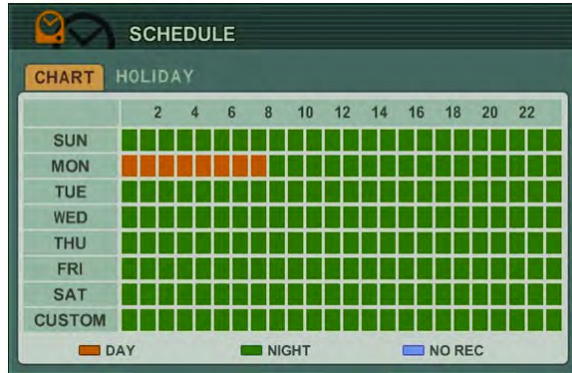 SCHEDULE
CHART HOLIDAY
2 4 6 8 10 12 14 16 18 20 22
SUN
MON
TUE
WED
THU
FRI
SAT
CUSTOM
DAY NIGHT NO REC